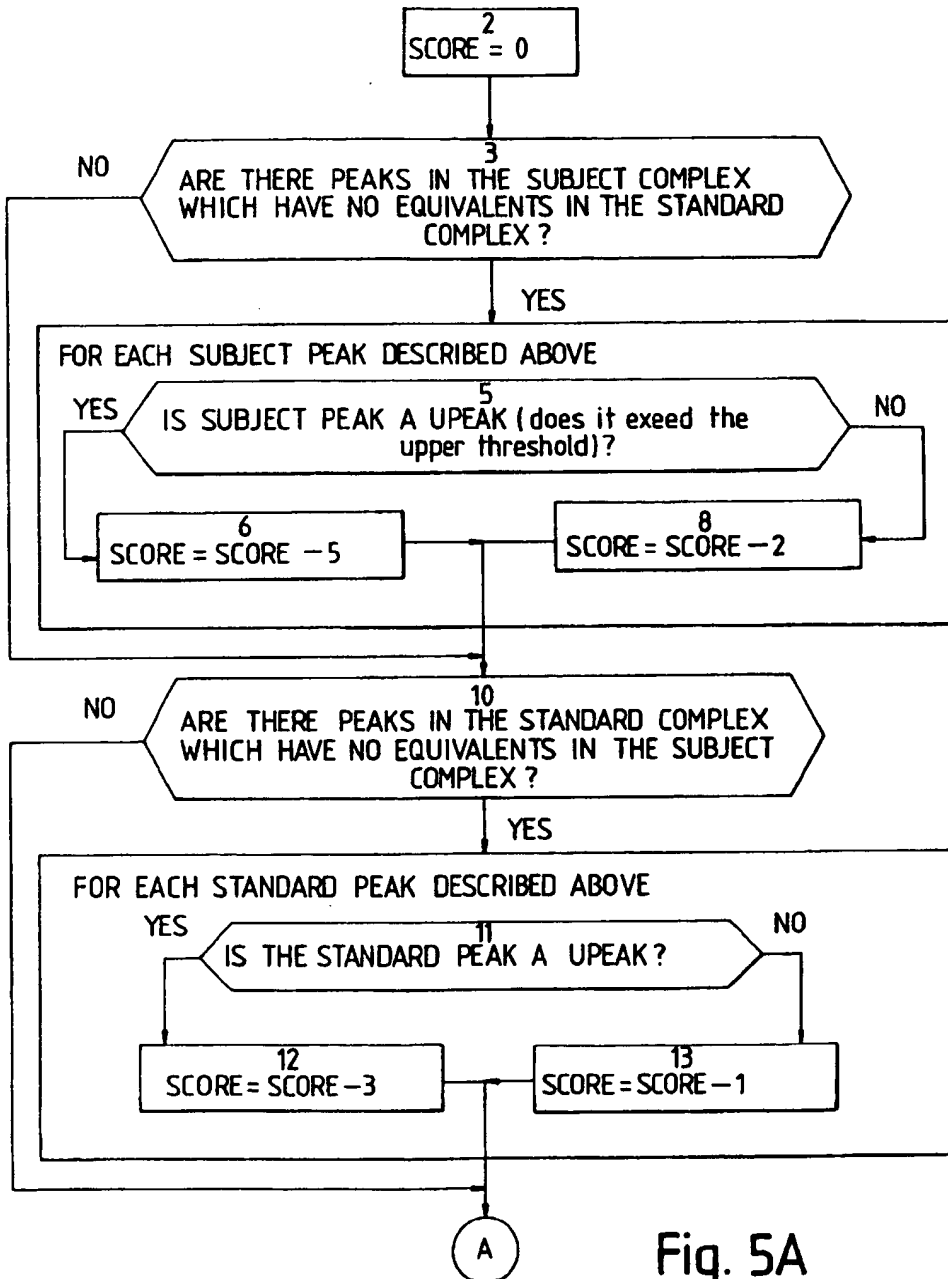 2
SCORE = 0
NO
3
ARE THERE PEAKS IN THE SUBJECT COMPLEX
WHICH HAVE NO EQUIVALENTS IN THE STANDARD
COMPLEX ?
YES
FOR EACH SUBJECT PEAK DESCRIBED ABOVE
YES
5
NO
IS SUBJECT PEAK A UPEAK (does it exeed the
upper threshold)?
6
SCORE = SCORE -5
8
SCORE = SCORE -2
NO
10
ARE THERE PEAKS IN THE STANDARD COMPLEX
WHICH HAVE NO EQUIVALENTS IN THE SUBJECT
COMPLEX ?
YES
FOR EACH STANDARD PEAK DESCRIBED ABOVE
YES
11
NO
IS THE STANDARD PEAK A UPEAK ?
12
SCORE = SCORE -3
13
SCORE = SCORE -1
A
Fig. 5A